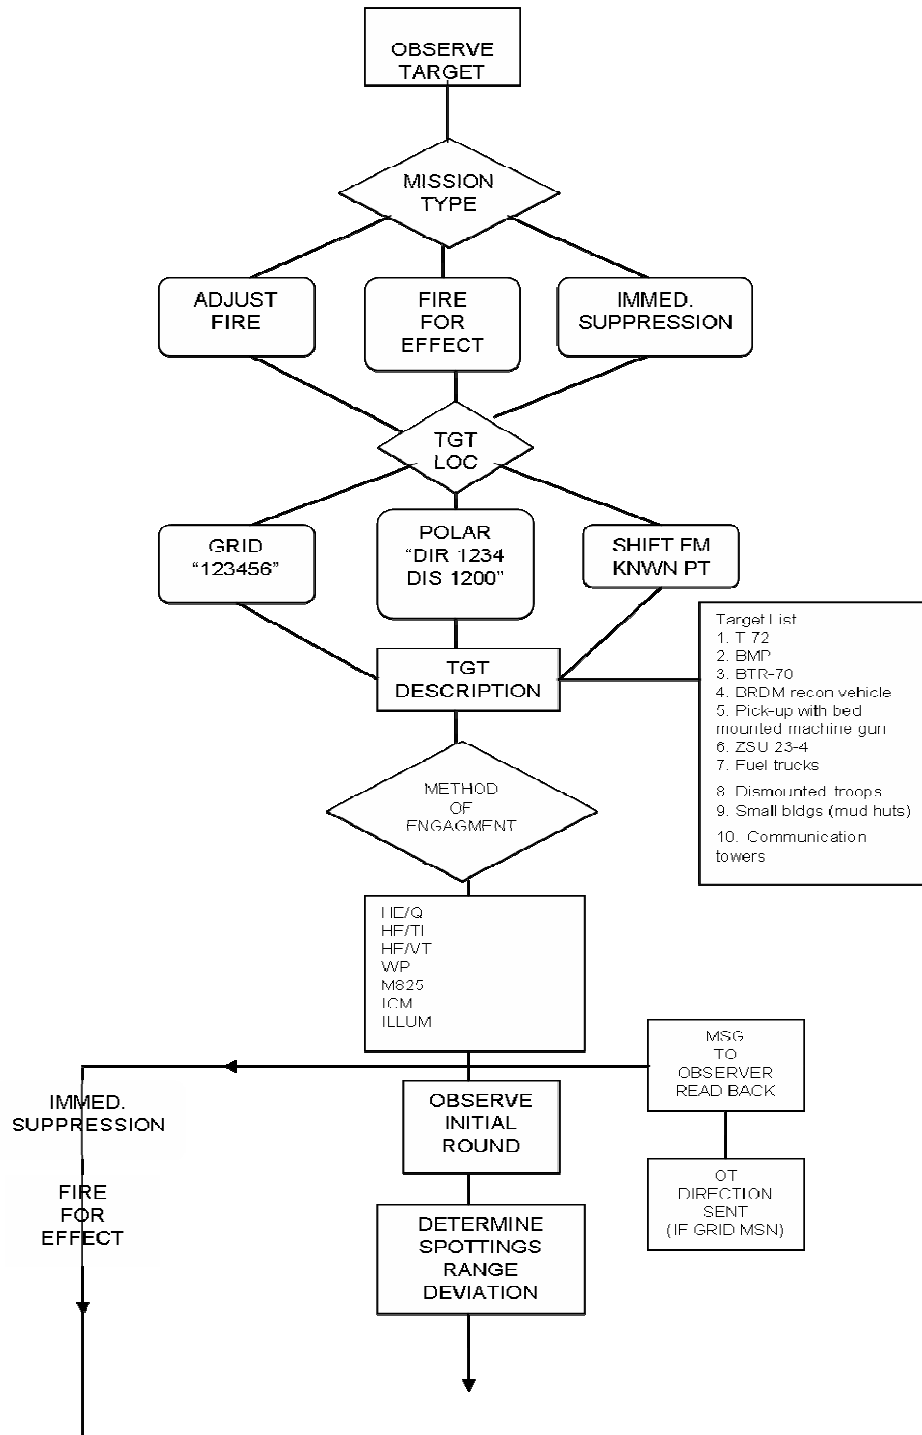 OBSERVE
TARGET
MISSION
TYPE
ADJUST
FIRE
FIRE
FOR
EFFECT
IMMED.
SUPPRESSION
TGT
LOC
GRID
“123456”
POLAR
“DIR 1234
DIS 1200”
SHIFT FM
KNWN PT
TGT
DESCRIPTION
Target List
1. T 72
2. BMP
3. BTR-70
4. BRDM recon vehicle
5. Pick-up with bed
mounted machine gun
6. ZSU 23-4
7. Fuel trucks
8. Dismounted troops
9. Small bldgs (mud huts)
10. Communication
towers
METHOD
OF
ENGAGMENT
HE/Q
HE/TI
HE/VT
WP
M825
ICM
ILLUM
MSG
TO
OBSERVER
READ BACK
IMMED.
SUPPRESSION
OBSERVE
INITIAL
ROUND
FIRE
FOR
EFFECT
OT
DIRECTION
SENT
(IF GRID MSN)
DETERMINE
SPOTTINGS
RANGE
DEVIATION